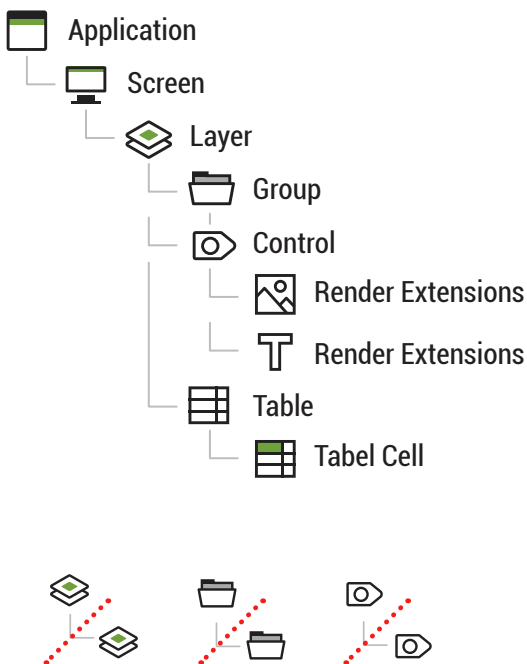 Application
Screen
Layer
Group
Control
Render Extensions
Render Extensions
Table
Tabel Cell